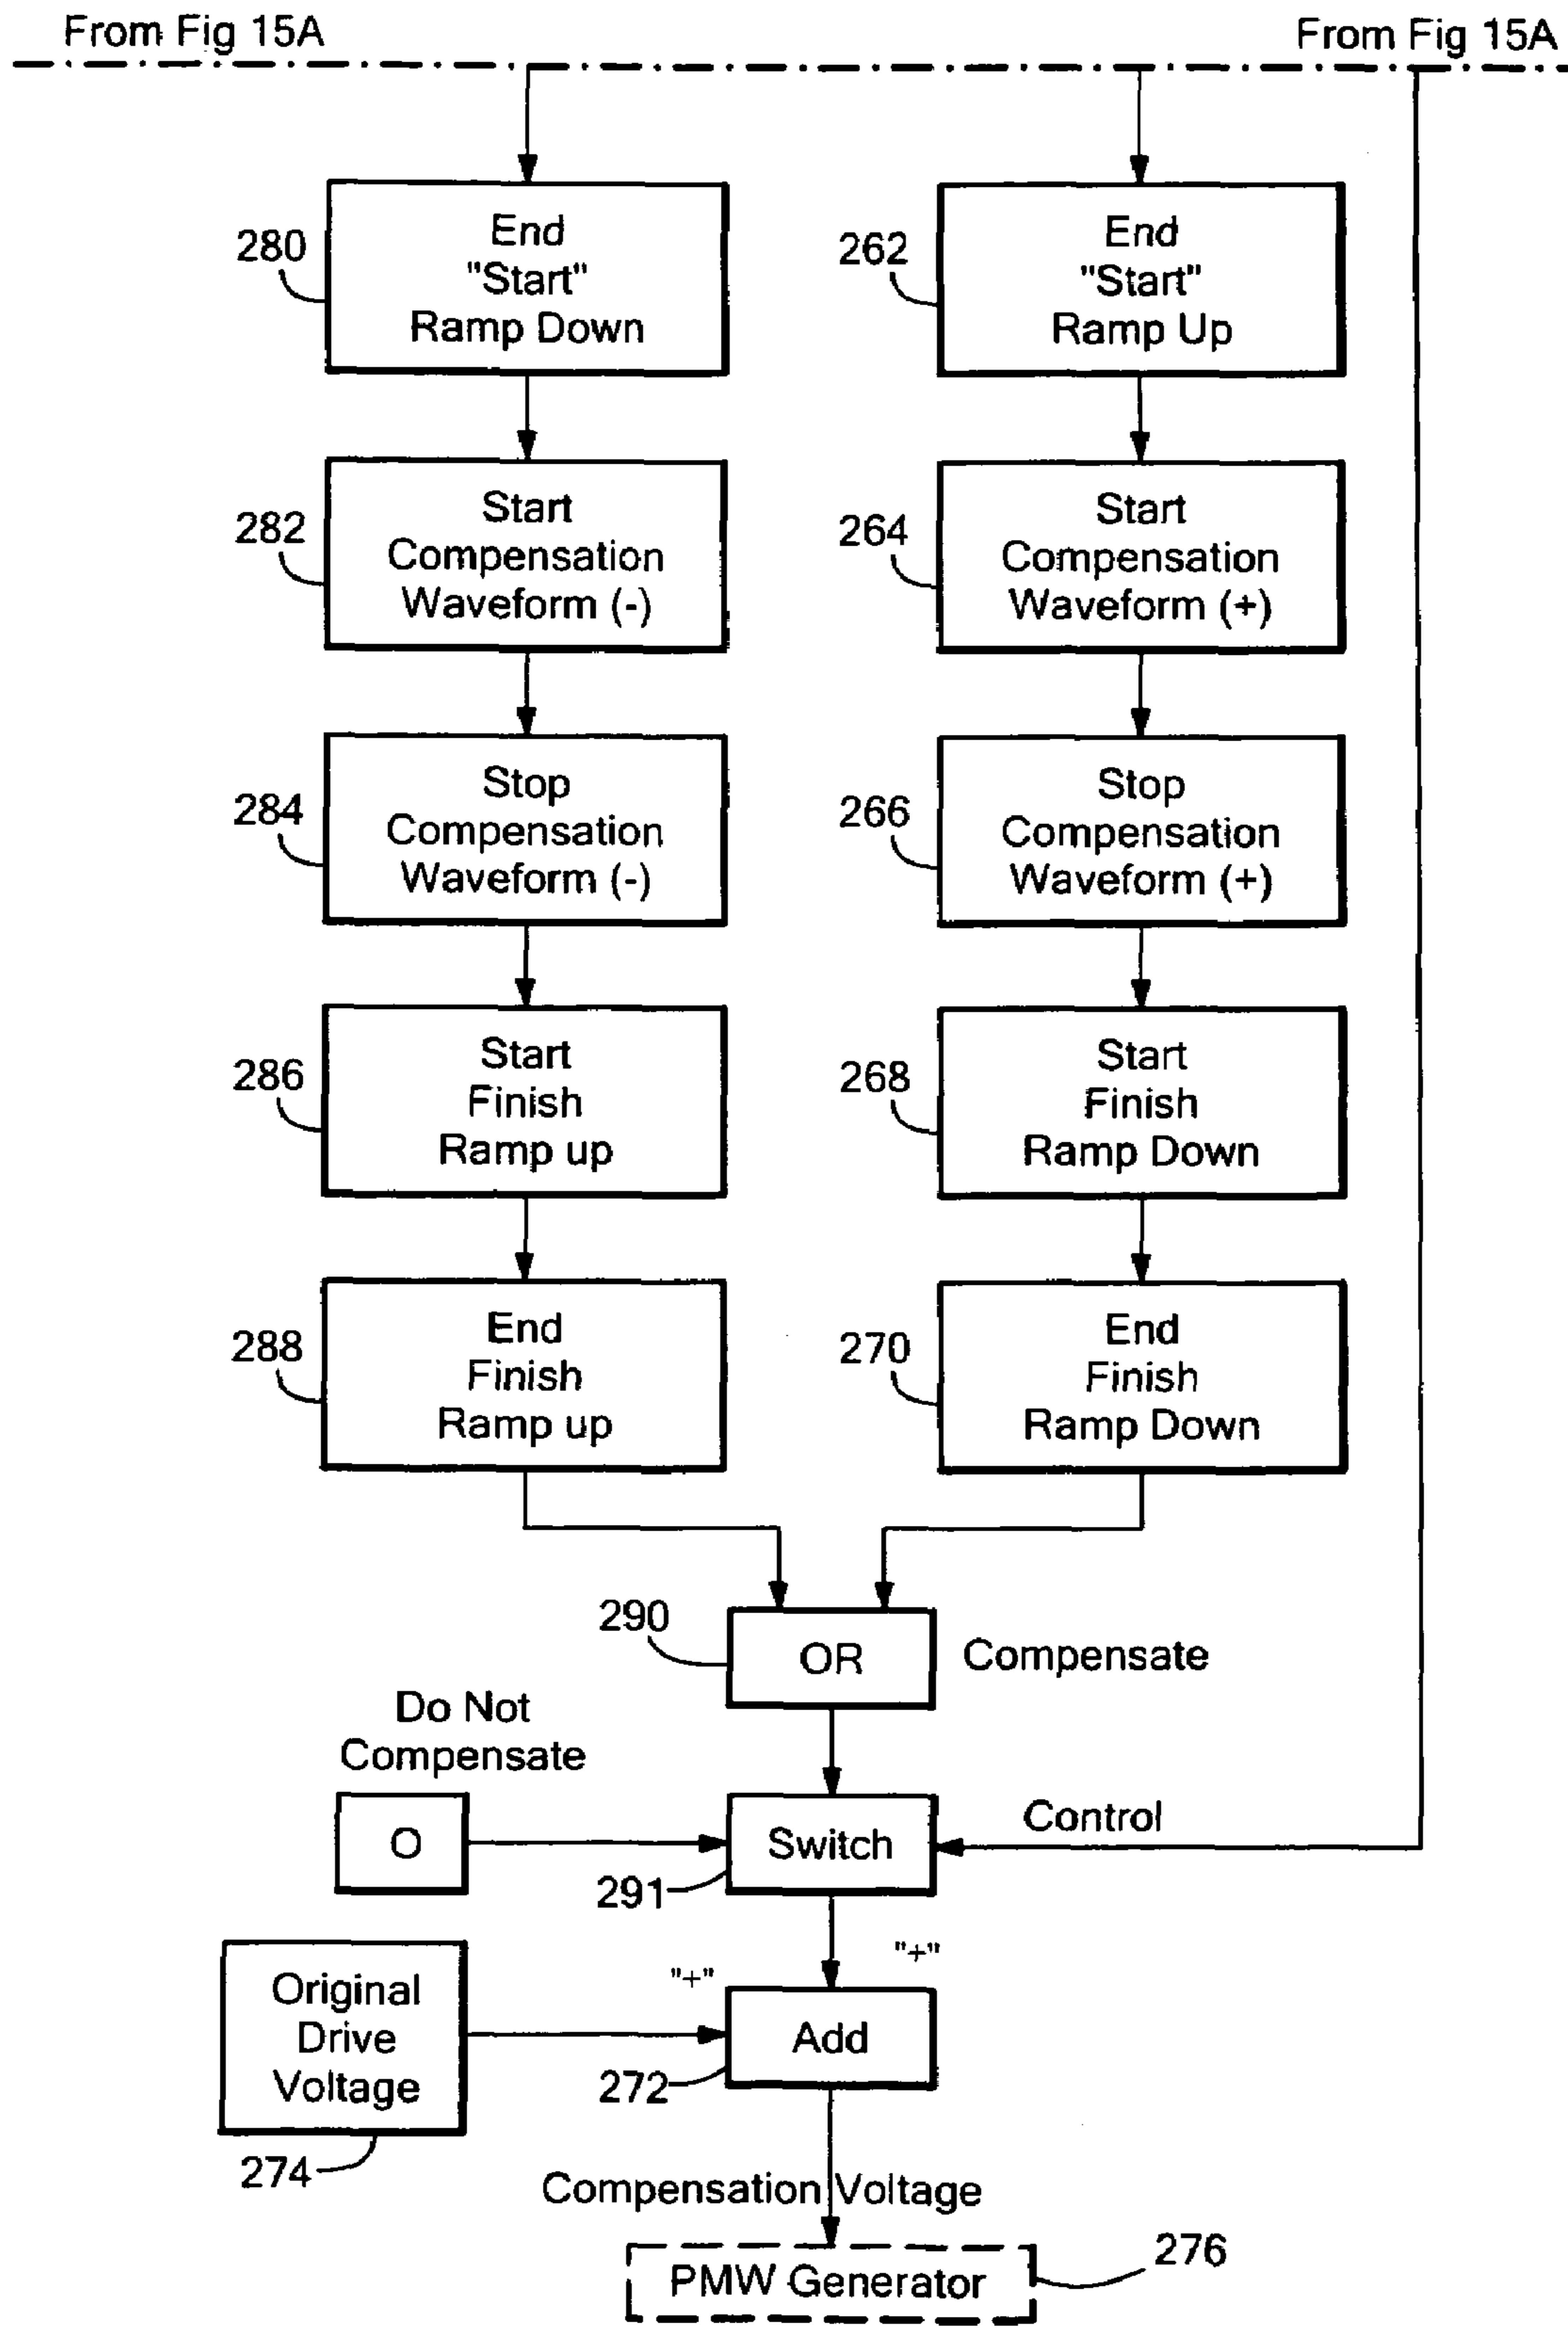 From Fig 15A
From Fig 15A
280
End
"Start"
Ramp Down
262
End
"Start"
Ramp Up
282
Start
Compensation
Waveform (-)
264
Start
Compensation
Waveform (+)
284
Stop
Compensation
Waveform (-)
266
Stop
Compensation
Waveform (+)
286
Start
Finish
Ramp up
268
Start
Finish
Ramp Down
288
End
Finish
Ramp up
270
End
Finish
Ramp Down
290
OR
Compensate
Do Not
Compensate
O
Switch
Control
291
Original
Drive
Voltage
274
"+"
"+"
Add
272
Compensation Voltage
PMW Generator
276